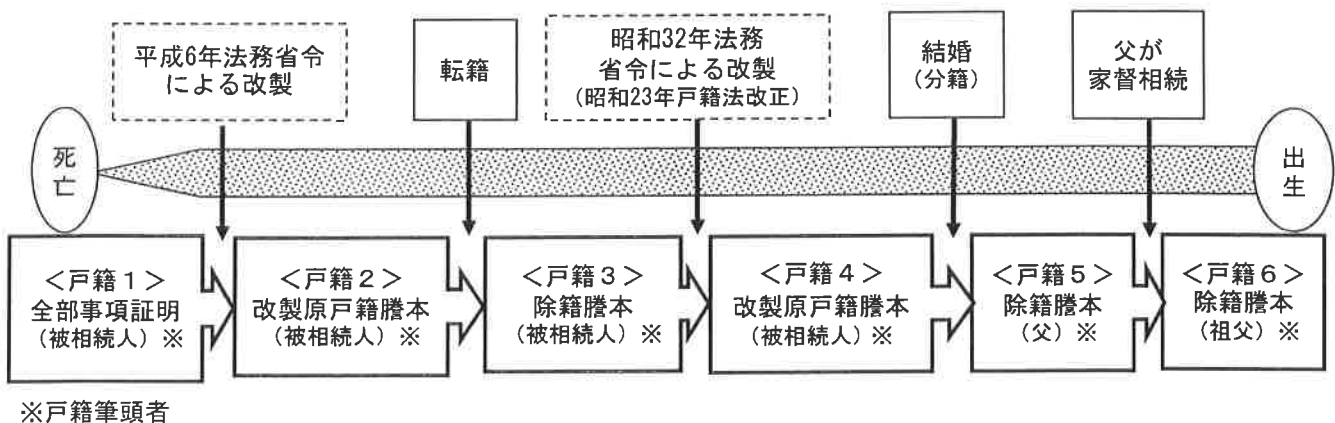 平成6年法務省令
による改製
転籍
昭和32年法務
省令による改製
(昭和23年戸籍法改正)
結婚
(分籍)
父が
家督相続
死亡
出生
<戸籍1>
全部事項証明
(被相続人)※
<戸籍2>
改製原戸籍謄本
(被相続人)※
<戸籍3>
除籍謄本
(被相続人)※
<戸籍4>
改製原戸籍謄本
(被相続人)※
<戸籍5>
除籍謄本
(父)※
<戸籍6>
除籍謄本
(祖父)※
※戸籍筆頭者